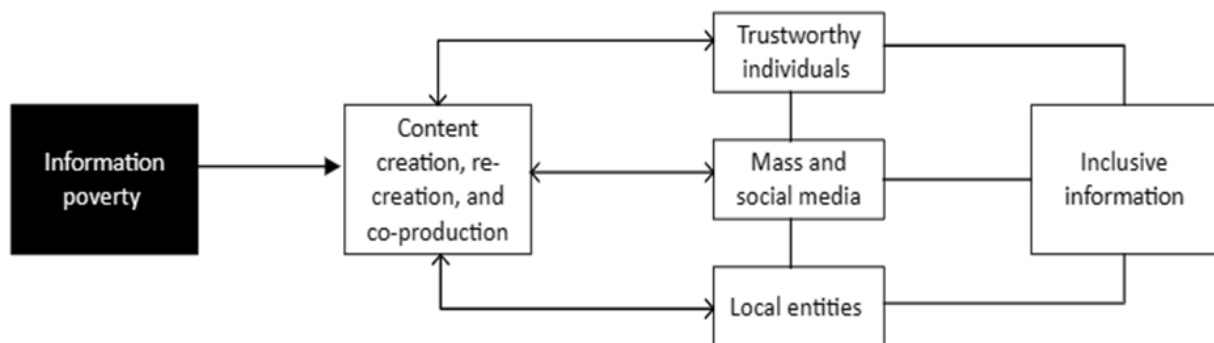 Information
poverty
Content
creation, re-
creation, and
co-production
Trustworthy
individuals
Mass and
social media
Local entities
Inclusive
information